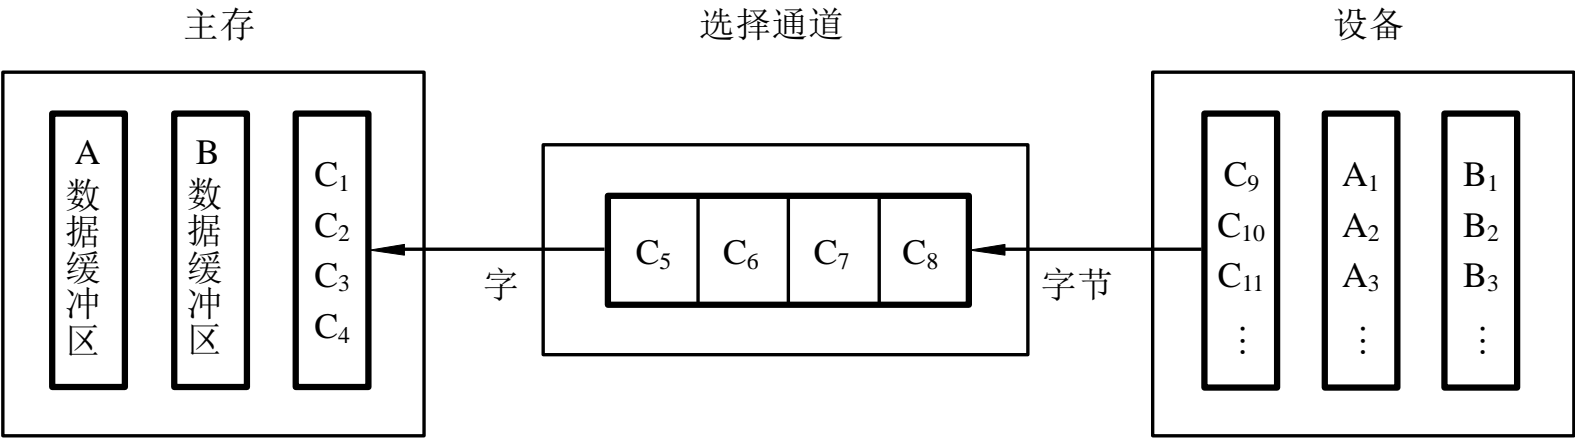 主存
选择通道
设备
A
数
据
缓
冲
区
B
数
据
缓
冲
区
C₁
C₂
C₃
C₄
字
C₅ C₆ C₇ C₈
字节
C₉
C₁₀
C₁₁
⋮
A₁
A₂
A₃
⋮
B₁
B₂
B₃
⋮